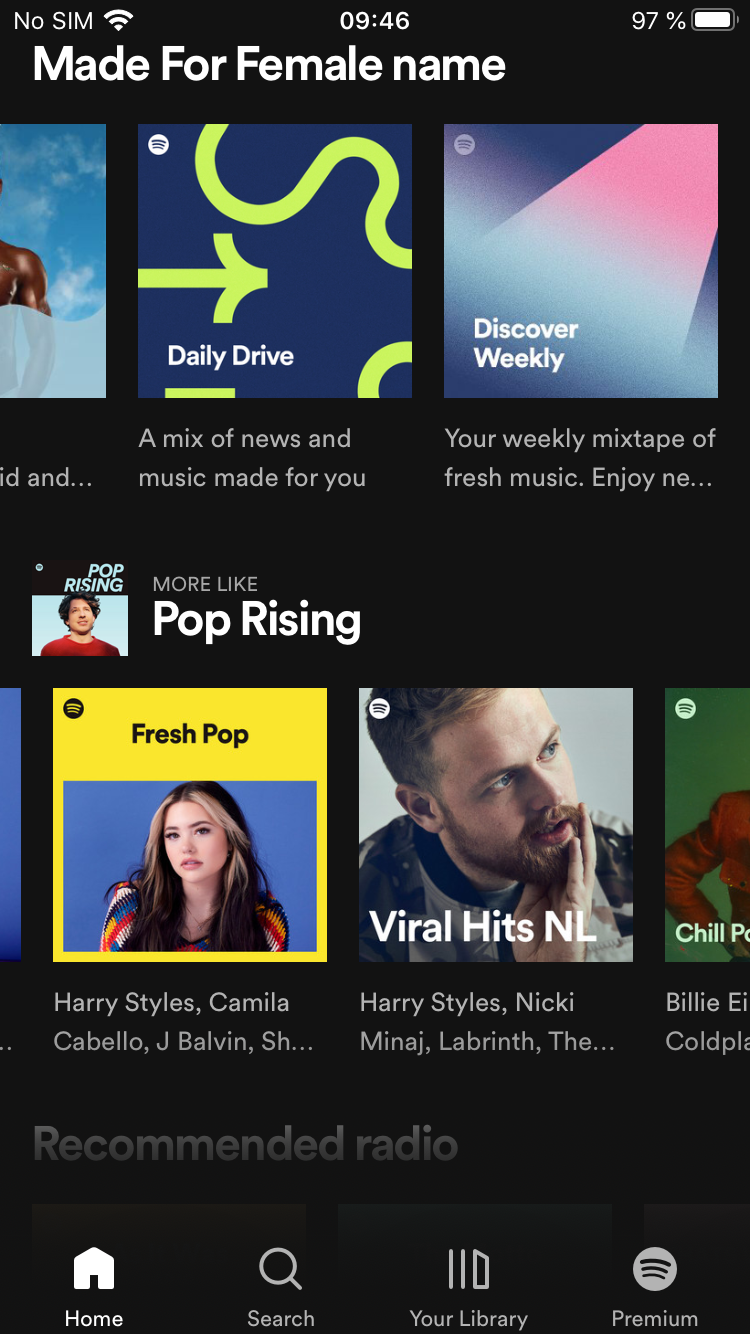 No SIM 09:46 97 %
Made For Female name
Daily Drive
Discover
Weekly
id and...
A mix of news and
music made for you
Your weekly mixtape of
fresh music. Enjoy ne...
POP
RISING
MORE LIKE
Pop Rising
Fresh Pop
Viral Hits NL
Chill Po
Harry Styles, Camila
Cabello, J Balvin, Sh...
Harry Styles, Nicki
Minaj, Labrinth, The...
Billie Ei
Coldpla
Recommended radio
Home Search Your Library Premium